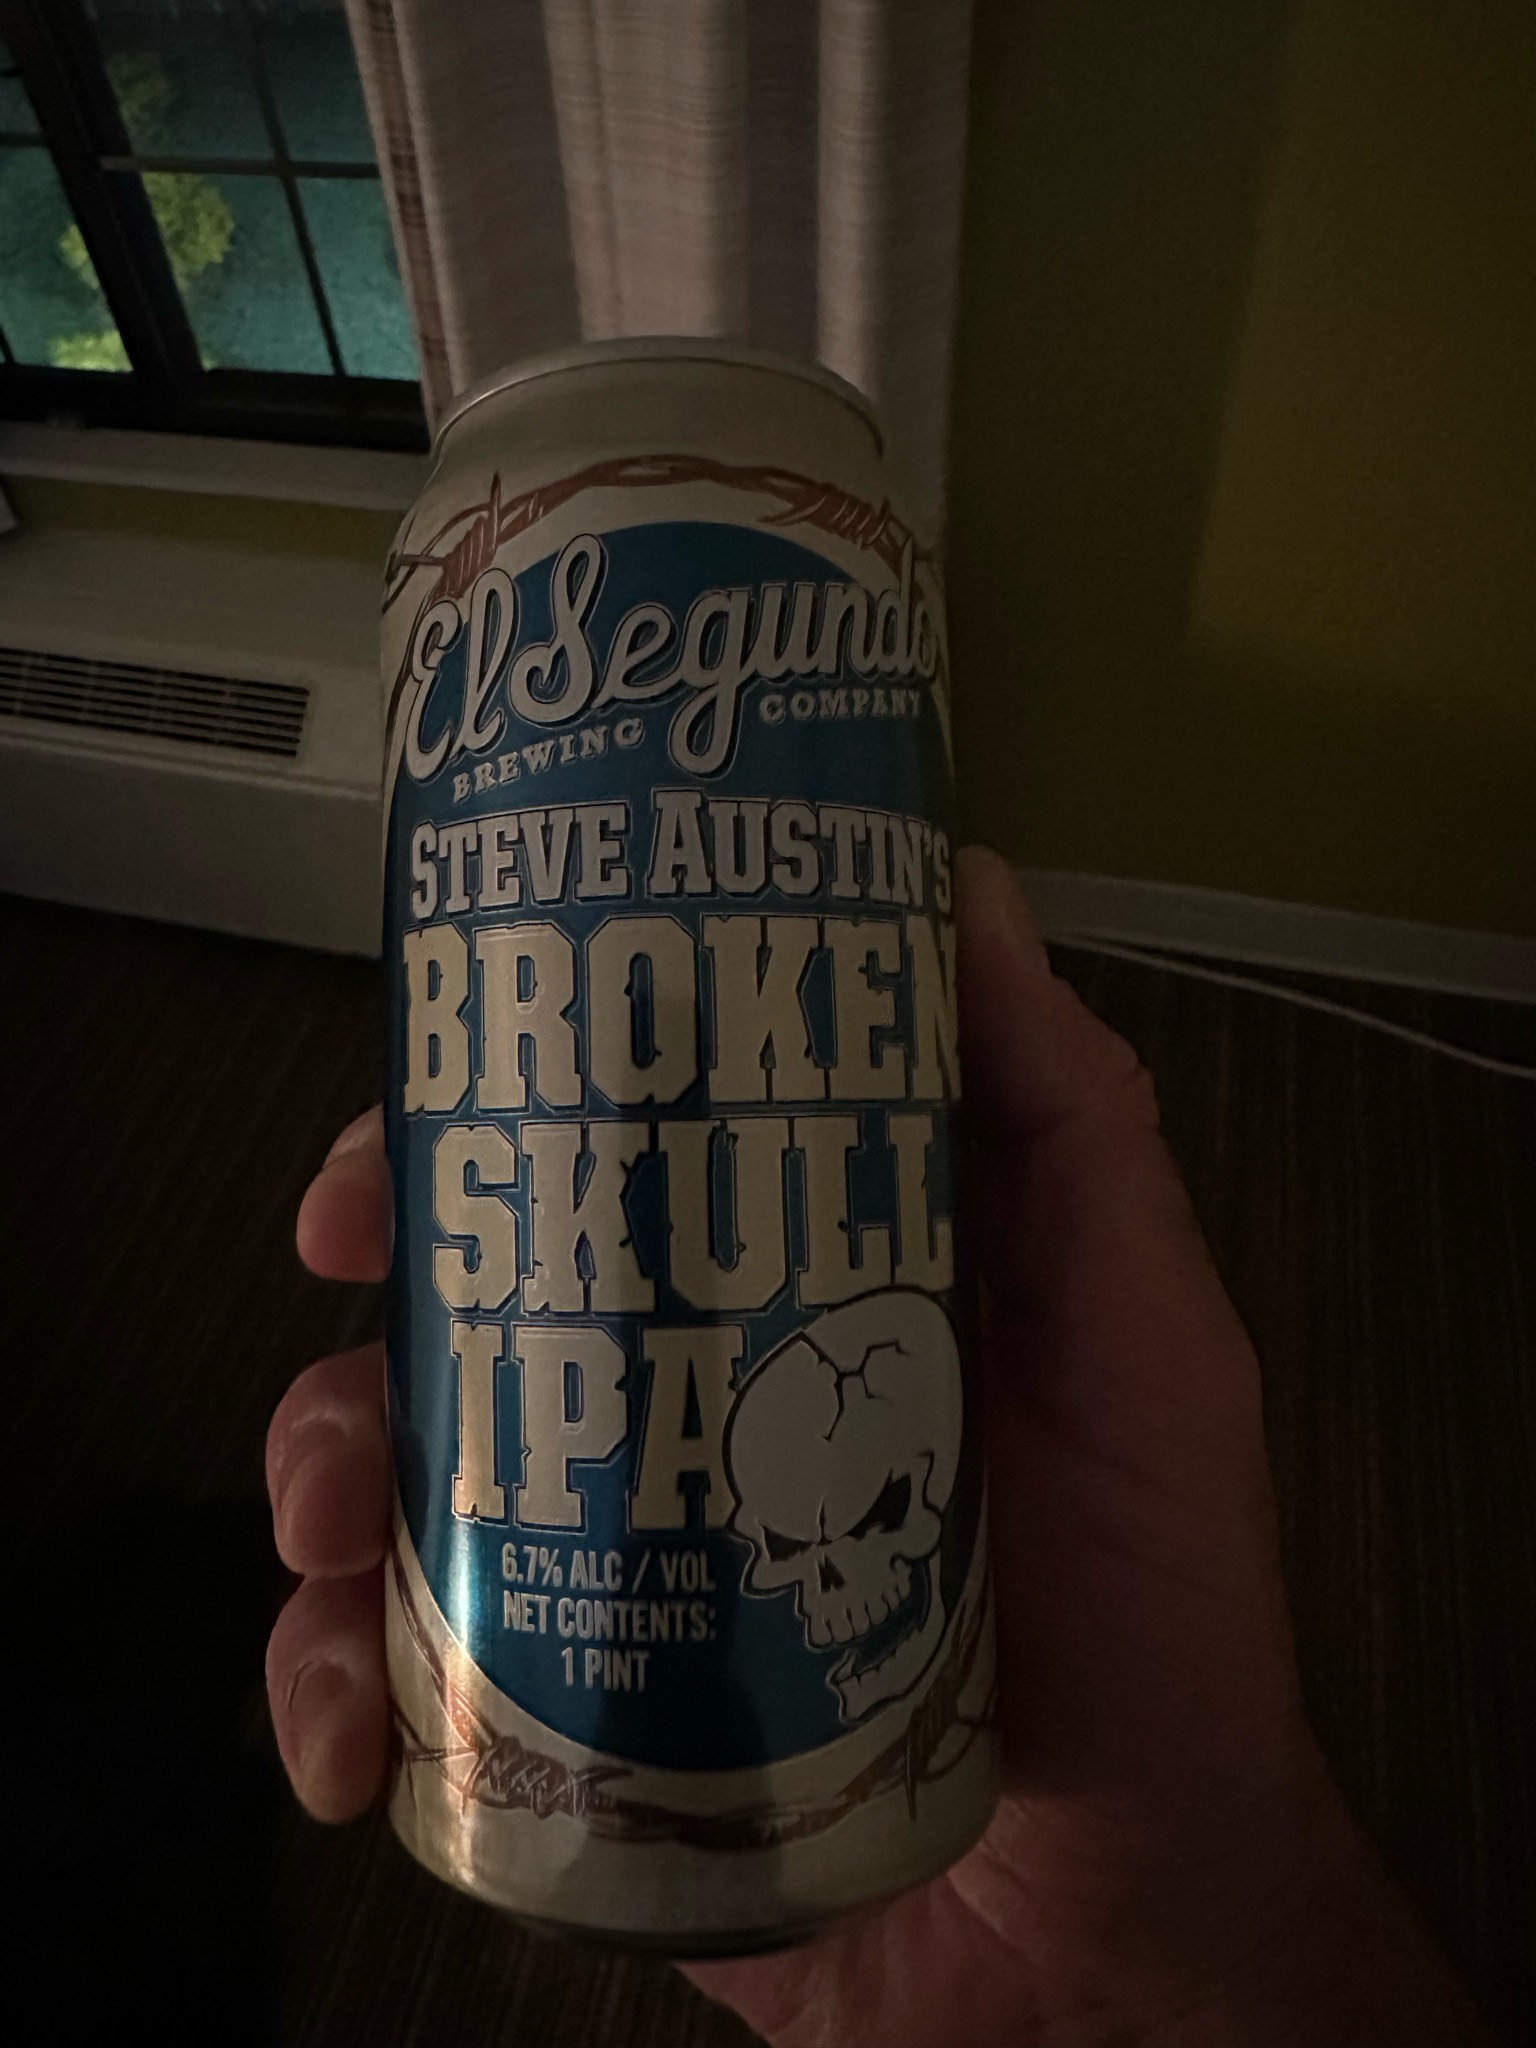 El Segundo
BREWING COMPANY
STEVE AUSTIN'S
BROKEN
SKULL
IPA
6.7% ALC / VOL
NET CONTENTS:
1 PINT